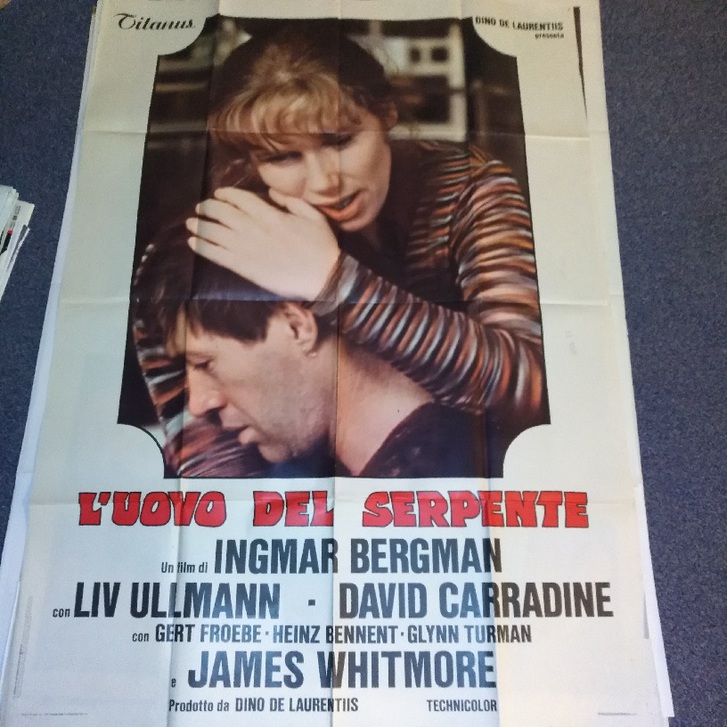 Titanus
DINO DE LAURENTIIS
presenta
L'UOVO DEL SERPENTE
Un film di INGMAR BERGMAN
con LIV ULLMANN · DAVID CARRADINE
con GERT FROEBE · HEINZ BENNENT · GLYNN TURMAN
e JAMES WHITMORE
Prodotto da DINO DE LAURENTIIS TECHNICOLOR